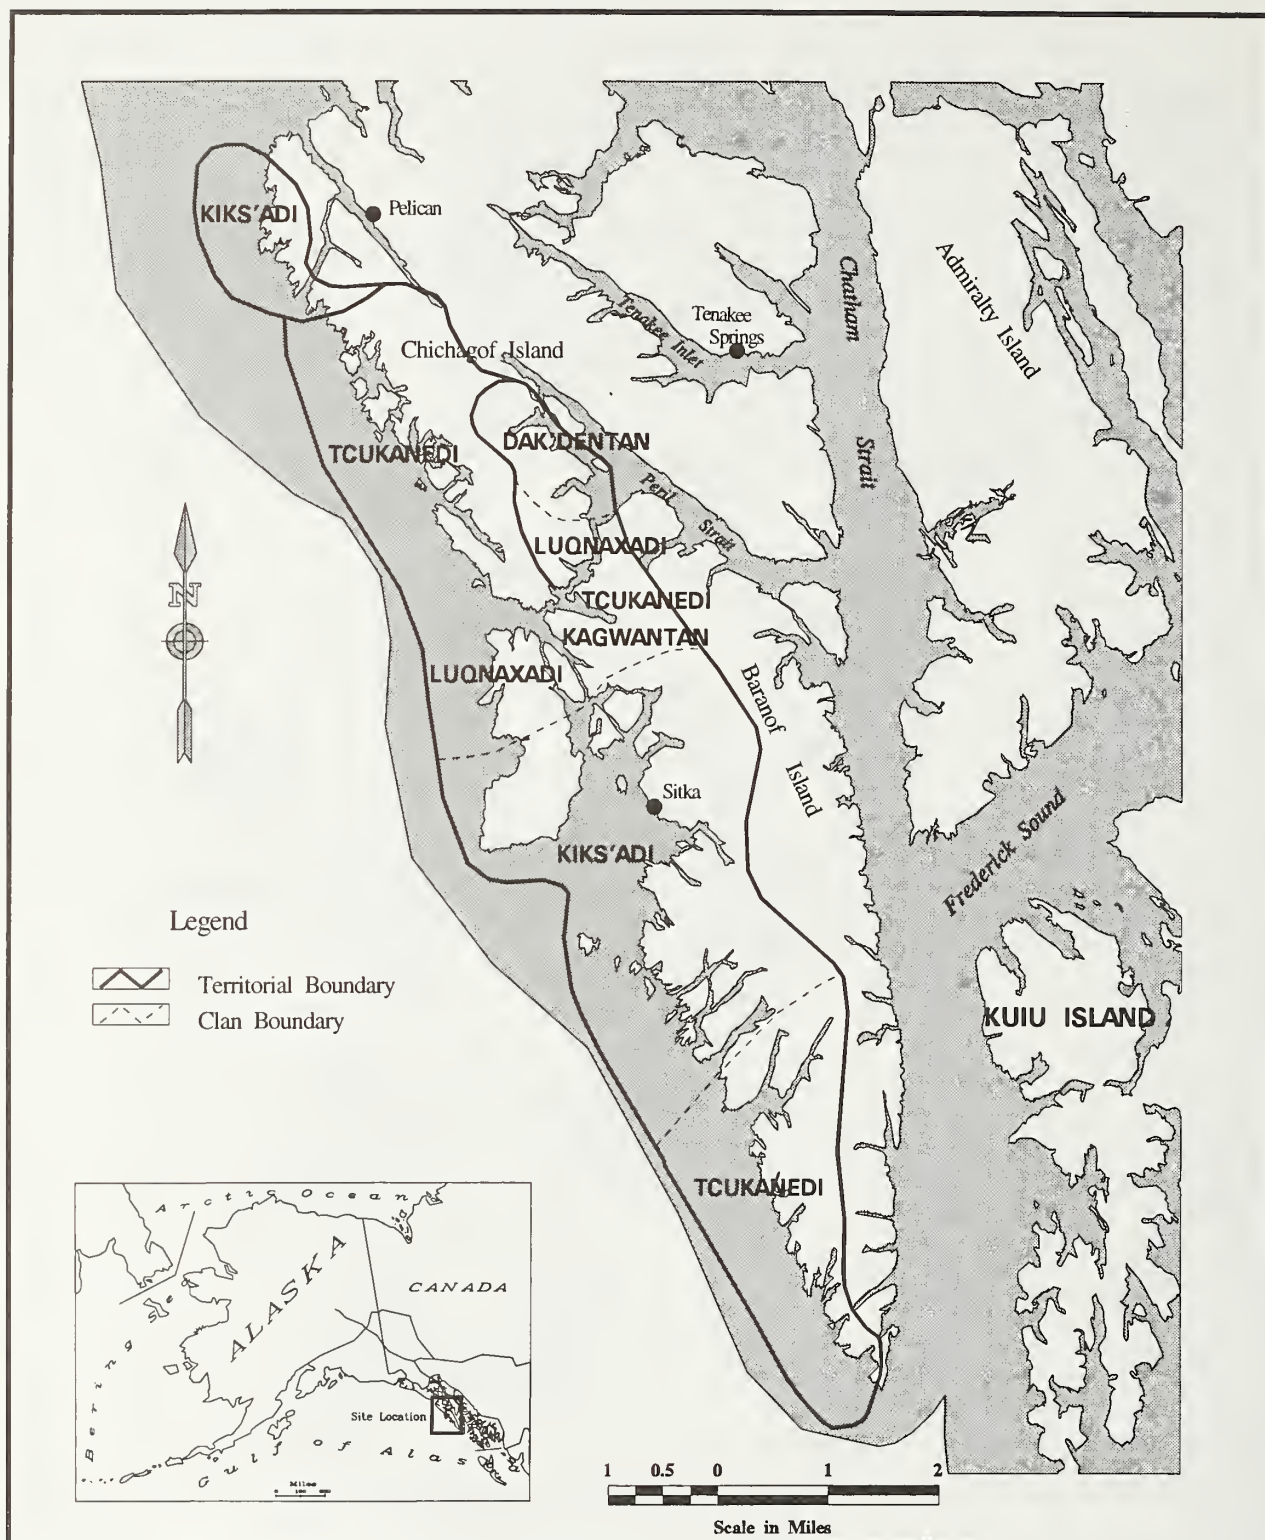 KIKS'ADI
Pelican
Chichagof Island
Tenakee Inlet
Tenakee
Springs
Chatham
Strait
Admiralty Island
TCUKANEDI
DAK'DENTAN
Peril Strait
LUQNAXADI
TCUKANEDI
KAGWANTAN
LUQNAXADI
Baranof
Island
N
Sitka
KIKS'ADI
Frederick Sound
KUIU ISLAND
TCUKANEDI
Legend
Territorial Boundary
Clan Boundary
Arctic Ocean
Bering Sea
ALASKA
CANADA
Site Location
Gulf of Alas
Miles
1 0.5 0 1 2
Scale in Miles